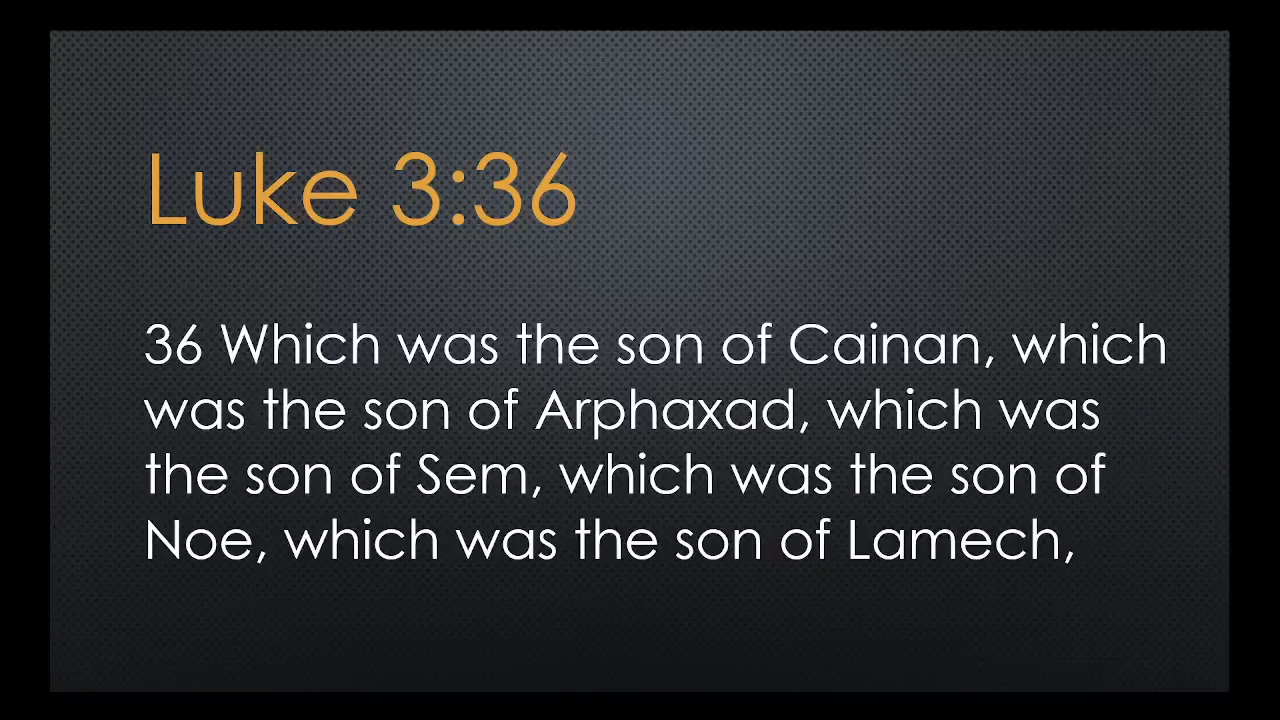 Luke 3:36
36 Which was the son of Cainan, which
was the son of Arphaxad, which was
the son of Sem, which was the son of
Noe, which was the son of Lamech,